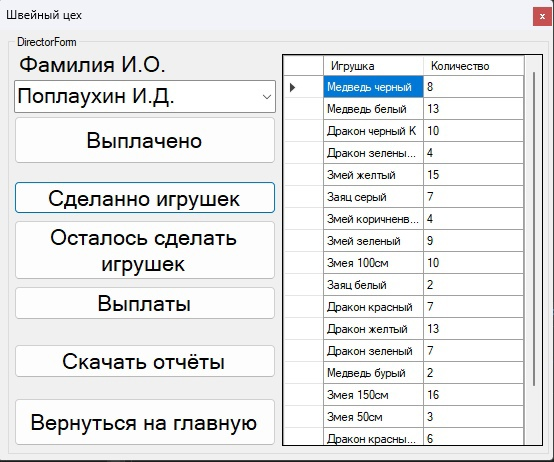 Швейный цех
DirectorForm
Фамилия И.О.
Поплаухин И.Д.
Выплачено
Сделанно игрушек
Осталось сделать
игрушек
Выплаты
Скачать отчёты
Вернуться на главную
Игрушка Количество
Медведь черный 8
Медведь белый 13
Дракон черный К 10
Дракон зелены... 4
Змей желтый 15
Заяц серый 7
Змей коричнев... 4
Змей зеленый 9
Змея 100см 10
Заяц белый 2
Дракон красный 7
Дракон желтый 13
Дракон зеленый 7
Медведь бурый 2
Змея 150см 16
Змея 50см 3
Дракон красны... 6